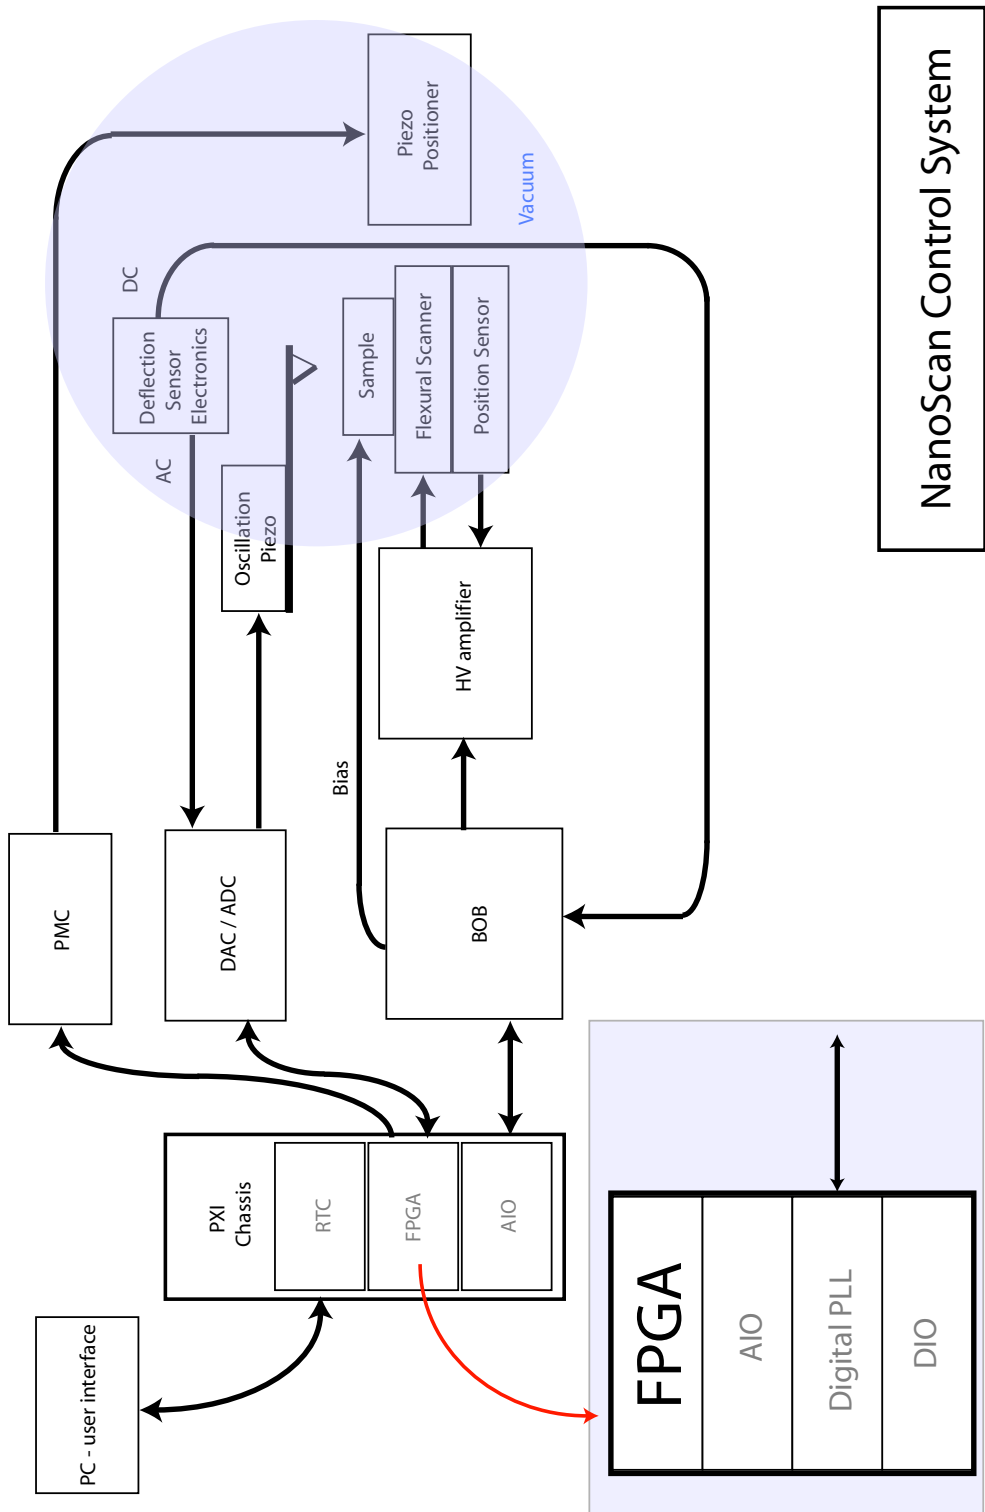 NanoScan Control System
PC - user interface
PXI
Chassis
RTC
FPGA
AIO
PMC
DAC / ADC
BOB
Bias
HV amplifier
Oscillation
Piezo
AC
Deflection
Sensor
Electronics
DC
Sample
Flexural Scanner
Position Sensor
Piezo
Positioner
Vacuum
FPGA
AIO
Digital PLL
DIO